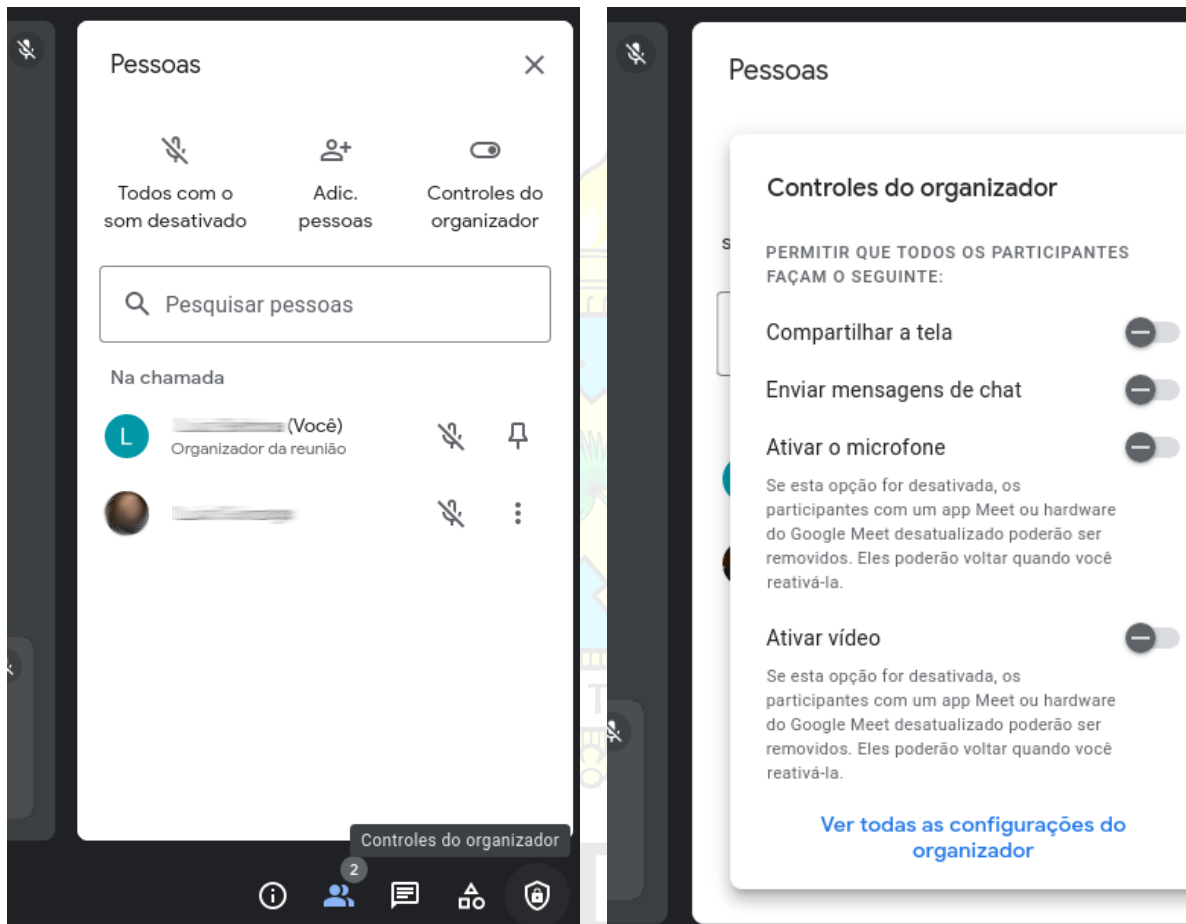 Pessoas
Todos com o
som desativado
Adic.
pessoas
Controles do
organizador
Pesquisar pessoas
Na chamada
L
(Você)
Organizador da reunião
Controles do organizador
2
Pessoas
s
Controles do organizador
PERMITIR QUE TODOS OS PARTICIPANTES
FAÇAM O SEGUINTE:
Compartilhar a tela
Enviar mensagens de chat
Ativar o microfone
Se esta opção for desativada, os
participantes com um app Meet ou hardware
do Google Meet desatualizado poderão ser
removidos. Eles poderão voltar quando você
reativá-la.
Ativar vídeo
Se esta opção for desativada, os
participantes com um app Meet ou hardware
do Google Meet desatualizado poderão ser
removidos. Eles poderão voltar quando você
reativá-la.
Ver todas as configurações do
organizador